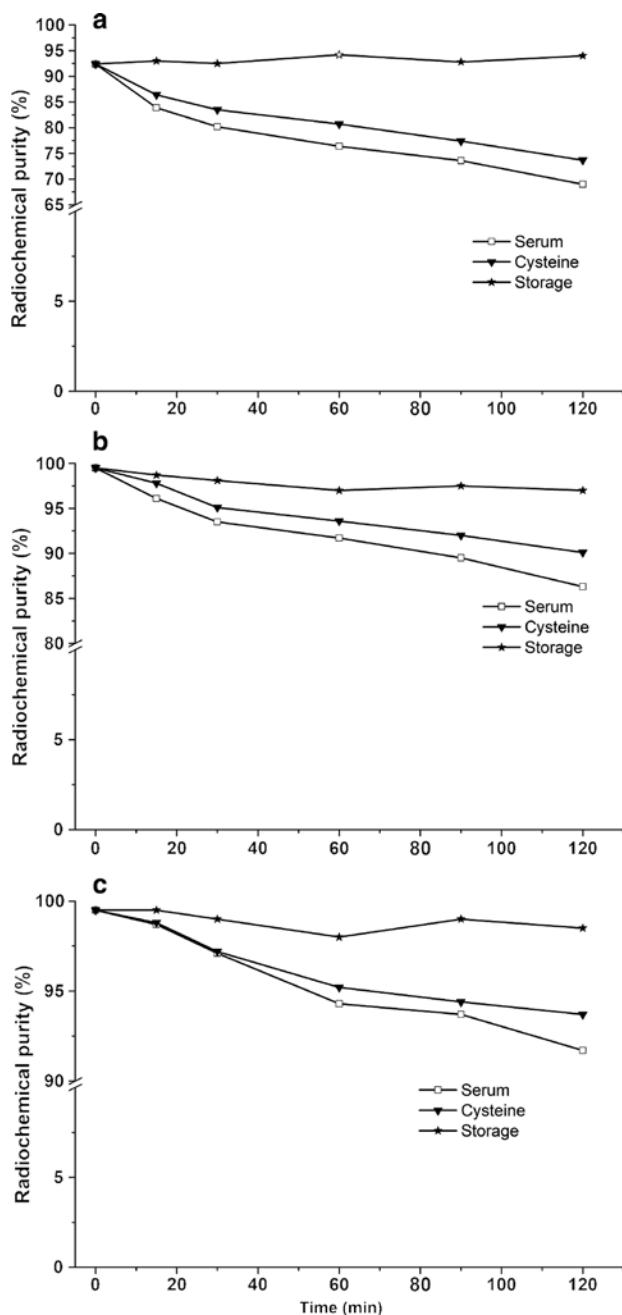 a
100
95
90
85
80
75
70
65
5
0
Radiochemical purity (%)
Serum
Cysteine
Storage
0 20 40 60 80 100 120
b
100
95
90
85
80
5
0
Radiochemical purity (%)
Serum
Cysteine
Storage
0 20 40 60 80 100 120
c
100
95
90
5
0
Radiochemical purity (%)
Serum
Cysteine
Storage
0 20 40 60 80 100 120
Time (min)